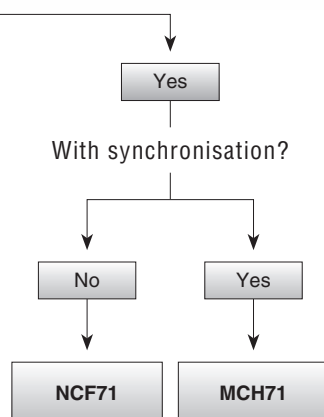 Yes
With synchronisation?
No
Yes
NCF71
MCH71